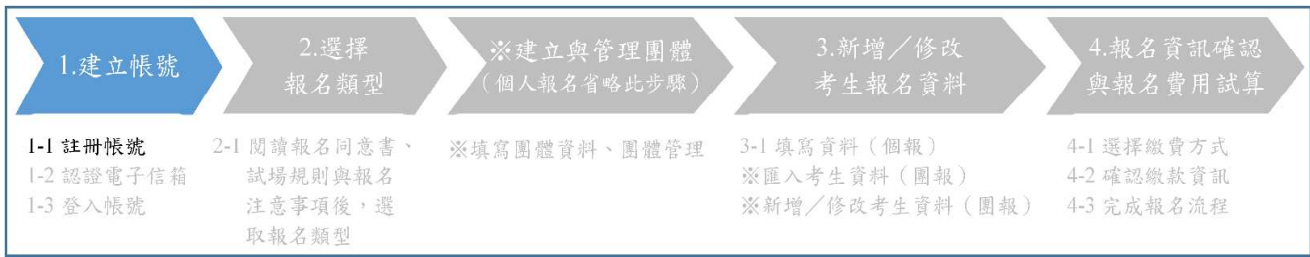 1.建立帳號
2.選擇
報名類型
※建立與管理團體
(個人報名省略此步驟)
3.新增／修改
考生報名資料
4.報名資訊確認
與報名費用試算
1-1 註冊帳號
1-2 認證電子信箱
1-3 登入帳號
2-1 閱讀報名同意書、
試場規則與報名
注意事項後，選
取報名類型
※填寫團體資料、團體管理
3-1 填寫資料（個報）
※匯入考生資料（團報）
※新增／修改考生資料（團報）
4-1 選擇繳費方式
4-2 確認繳款資訊
4-3 完成報名流程